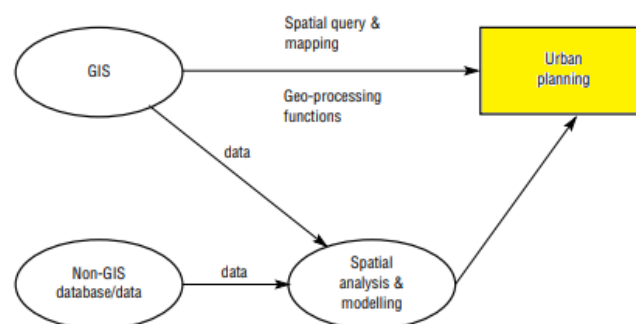 Spatial query &
mapping
GIS
Urban
planning
Geo-processing
functions
data
Non-GIS
database/data
data
Spatial
analysis &
modelling